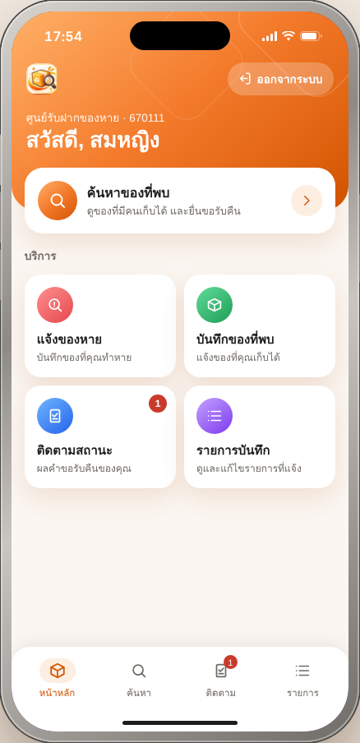 17:54
ออกจากระบบ
ศูนย์รับฝากของหาย · 670111
สวัสดี, สมหญิง
ค้นหาของที่พบ
ดูของที่มีคนเก็บได้ และยื่นขอรับคืน
บริการ
แจ้งของหาย
บันทึกของที่คุณทำหาย
บันทึกของที่พบ
แจ้งของที่คุณเก็บได้
1
ติดตามสถานะ
ผลคำขอรับคืนของคุณ
รายการบันทึก
ดูและแก้ไขรายการที่แจ้ง
หน้าหลัก
ค้นหา
1
ติดตาม
รายการ